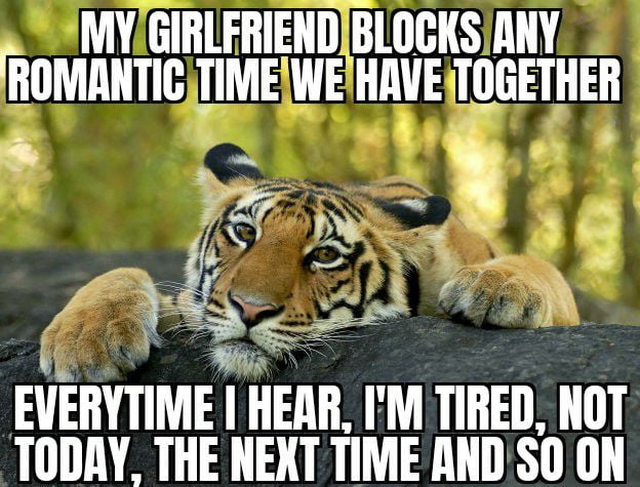 MY GIRLFRIEND BLOCKS ANY
ROMANTIC TIME WE HAVE TOGETHER
EVERYTIME I HEAR, I'M TIRED, NOT
TODAY, THE NEXT TIME AND SO ON